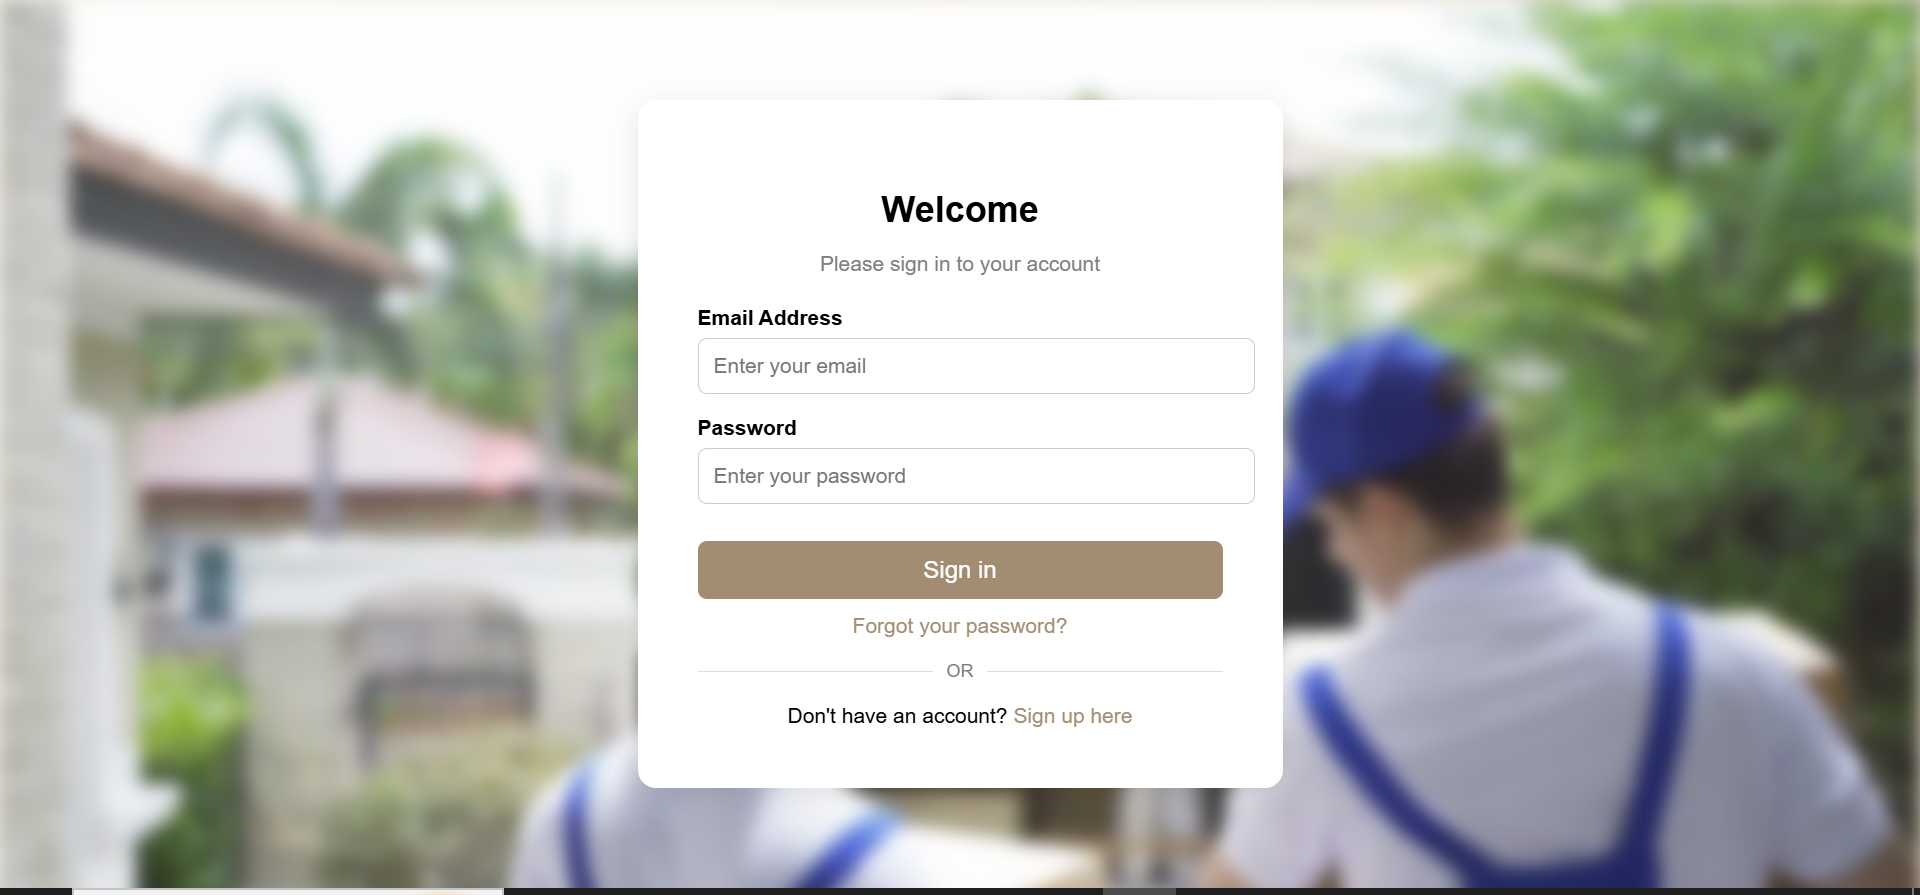 Welcome
Please sign in to your account
Email Address
Enter your email
Password
Enter your password
Sign in
Forgot your password?
OR
Don't have an account? Sign up here